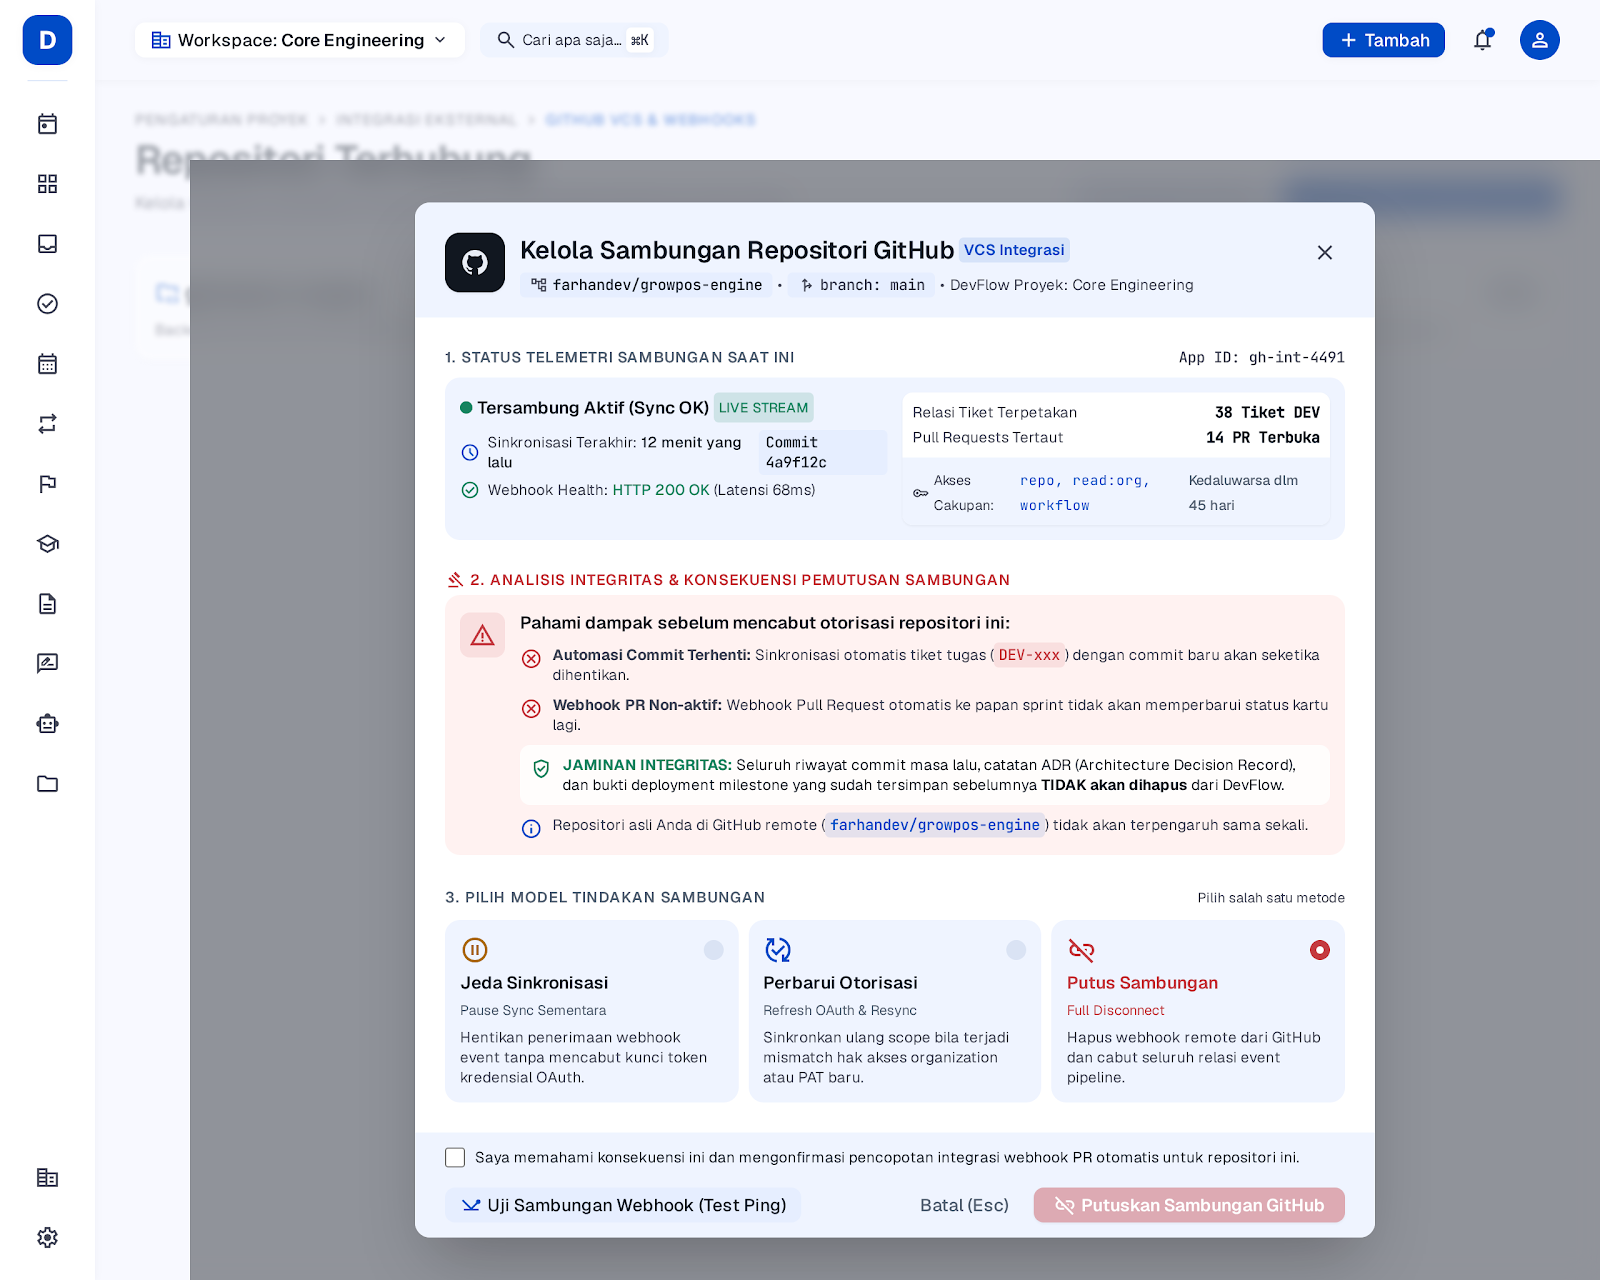 D
Workspace: Core Engineering
Cari apa saja...
⌘K
Tambah
PENGATURAN PROYEK
INTEGRASI EKSTERNAL
GITHUB VCS & WEBHOOKS
Repositori Terhubung
Kelola
Kelola Sambungan Repositori GitHub
VCS Integrasi
farhandev/growpos-engine • branch: main • DevFlow Proyek: Core Engineering
1. STATUS TELEMETRI SAMBUNGAN SAAT INI
App ID: gh-int-4491
Tersambung Aktif (Sync OK)
LIVE STREAM
Sinkronisasi Terakhir: 12 menit yang
lalu
Commit
4a9f12c
Webhook Health: HTTP 200 OK (Latensi 68ms)
Relasi Tiket Terpetakan
38 Tiket DEV
Pull Requests Tertaut
14 PR Terbuka
Akses
Cakupan:
repo, read:org,
workflow
Kedaluwarsa dlm
45 hari
2. ANALISIS INTEGRITAS & KONSEKUENSI PEMUTUSAN SAMBUNGAN
Pahami dampak sebelum mencabut otorisasi repositori ini:
Automasi Commit Terhenti: Sinkronisasi otomatis tiket tugas (DEV-xxx) dengan commit baru akan seketika
dihentikan.
Webhook PR Non-aktif: Webhook Pull Request otomatis ke papan sprint tidak akan memperbarui status kartu
lagi.
JAMINAN INTEGRITAS: Seluruh riwayat commit masa lalu, catatan ADR (Architecture Decision Record),
dan bukti deployment milestone yang sudah tersimpan sebelumnya TIDAK akan dihapus dari DevFlow.
Repositori asli Anda di GitHub remote (farhandev/growpos-engine) tidak akan terpengaruh sama sekali.
3. PILIH MODEL TINDAKAN SAMBUNGAN
Pilih salah satu metode
Jeda Sinkronisasi
Pause Sync Sementara
Hentikan penerimaan webhook
event tanpa mencabut kunci token
kredensial OAuth.
Perbarui Otorisasi
Refresh OAuth & Resync
Sinkronkan ulang scope bila terjadi
mismatch hak akses organization
atau PAT baru.
Putus Sambungan
Full Disconnect
Hapus webhook remote dari GitHub
dan cabut seluruh relasi event
pipeline.
Saya memahami konsekuensi ini dan mengonfirmasi pencopotan integrasi webhook PR otomatis untuk repositori ini.
Uji Sambungan Webhook (Test Ping)
Batal (Esc)
Putuskan Sambungan GitHub